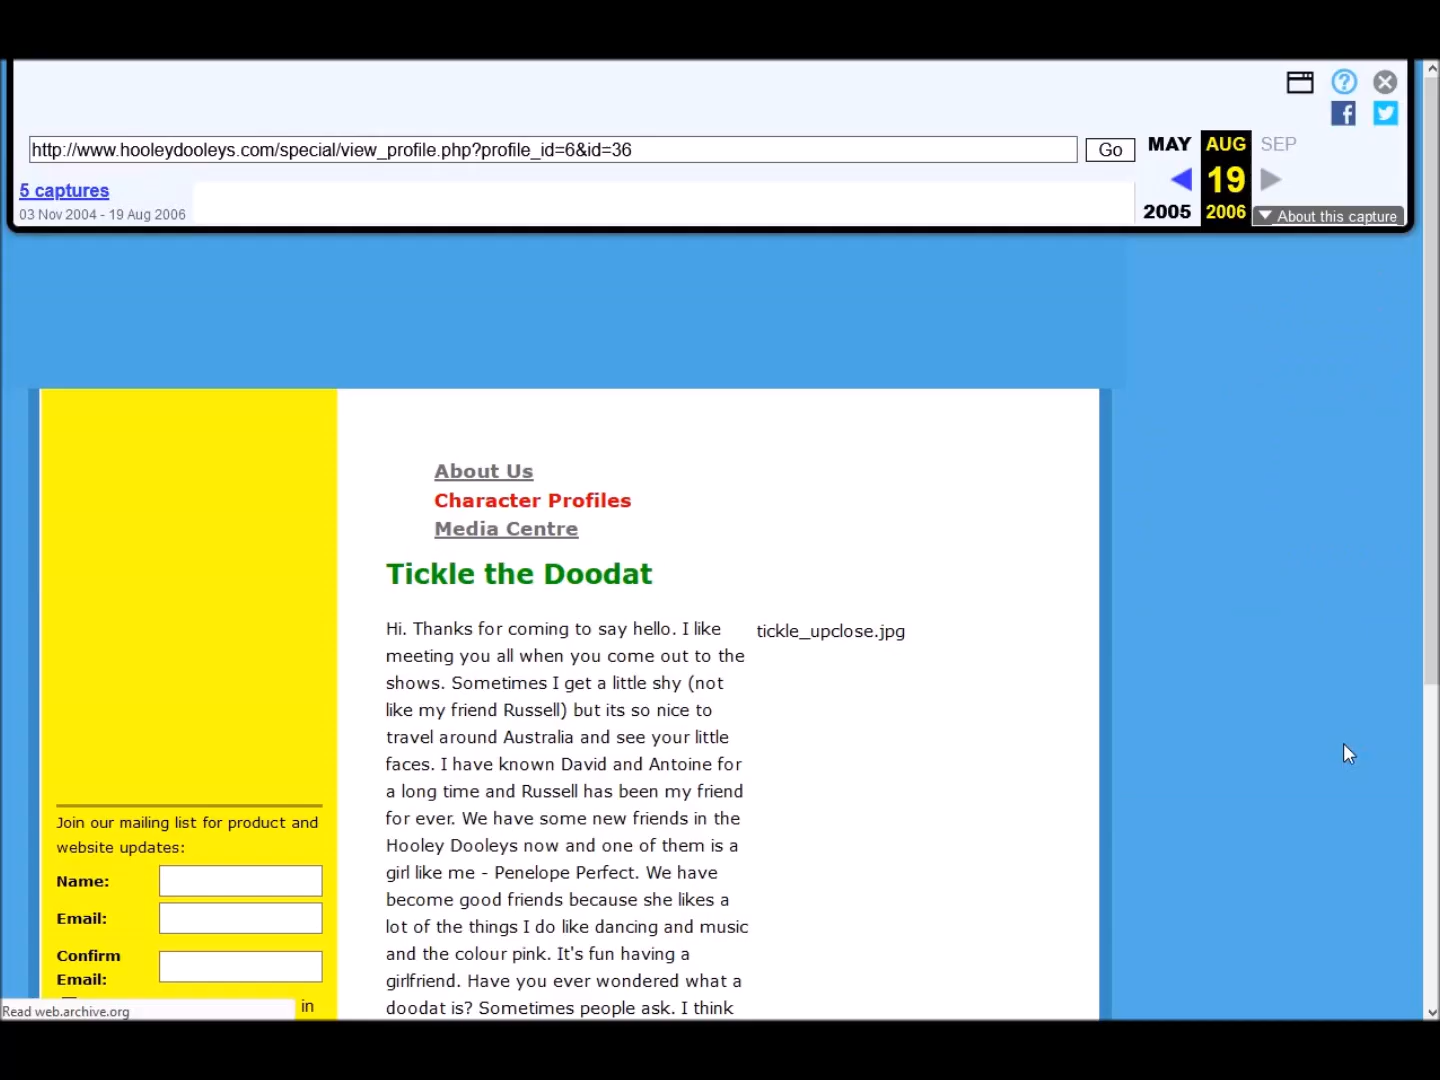 http://www.hooleydooleys.com/special/view_profile.php?profile_id=6&id=36
Go
MAY
AUG
SEP
5 captures
19
03 Nov 2004 - 19 Aug 2006
2005
2006
About this capture
About Us
Character Profiles
Media Centre
Tickle the Doodat
Hi. Thanks for coming to say hello. I like
meeting you all when you come out to the
shows. Sometimes I get a little shy (not
like my friend Russell) but its so nice to
travel around Australia and see your little
faces. I have known David and Antoine for
a long time and Russell has been my friend
for ever. We have some new friends in the
Hooley Dooleys now and one of them is a
girl like me - Penelope Perfect. We have
become good friends because she likes a
lot of the things I do like dancing and music
and the colour pink. It's fun having a
girlfriend. Have you ever wondered what a
doodat is? Sometimes people ask. I think
tickle_upclose.jpg
Join our mailing list for product and
website updates:
Name:
Email:
Confirm
Email:
in
Read web.archive.org